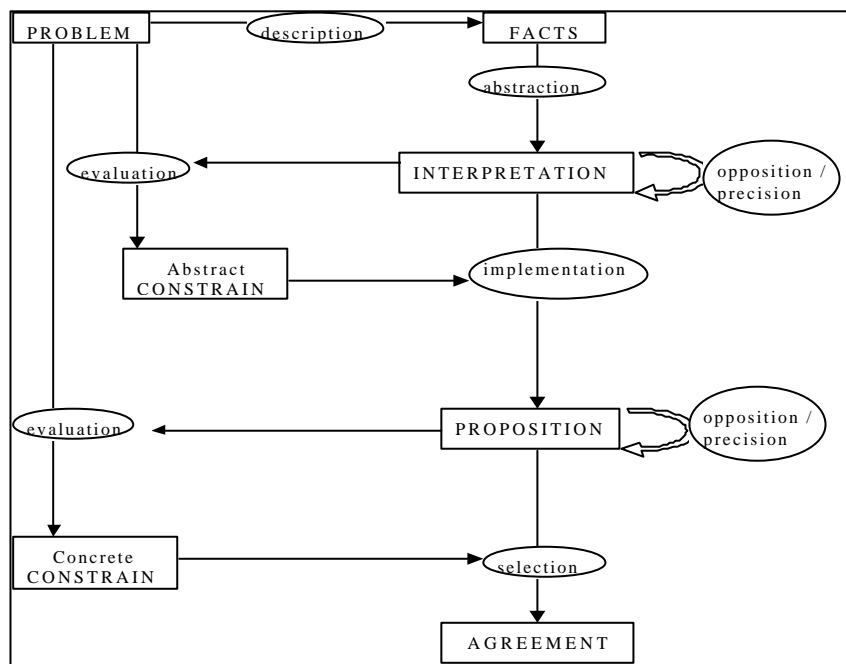 PROBLEM
description
FACTS
abstraction
evaluation
INTERPRETATION
opposition /
precision
Abstract
CONSTRAIN
implementation
evaluation
PROPOSITION
opposition /
precision
Concrete
CONSTRAIN
selection
AGREEMENT